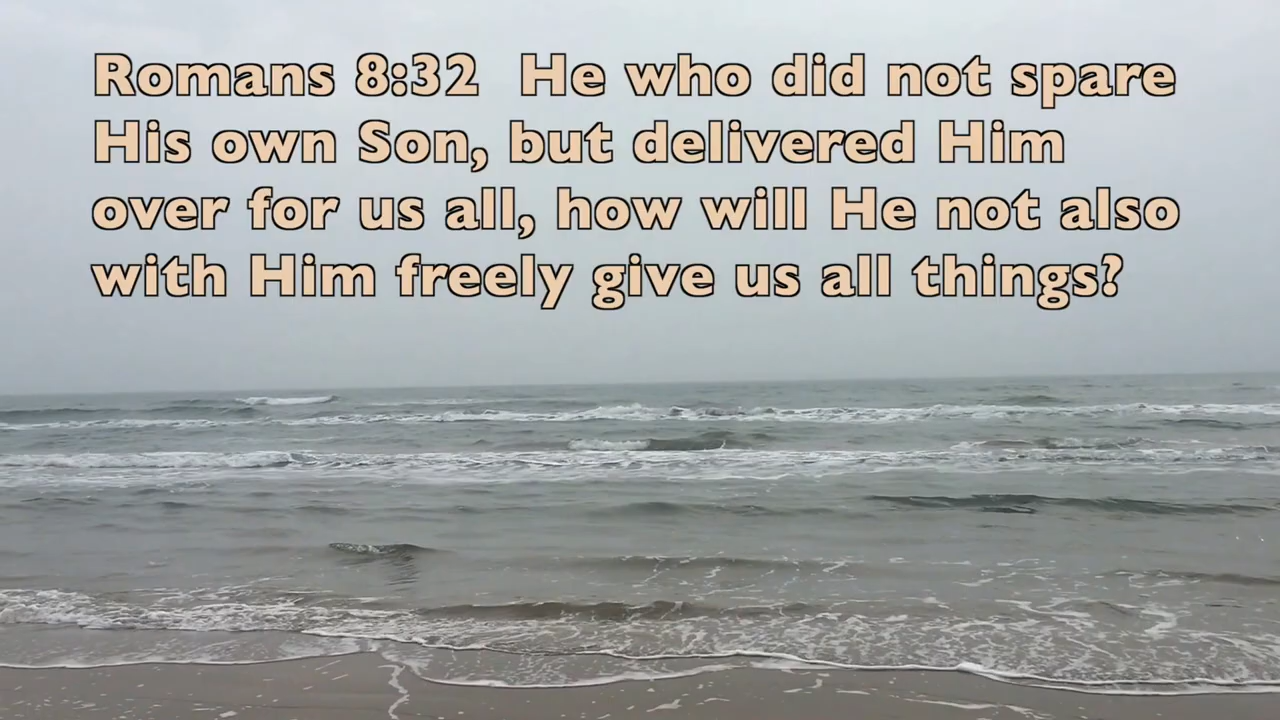 Romans 8:32  He who did not spare
His own Son, but delivered Him
over for us all, how will He not also
with Him freely give us all things?